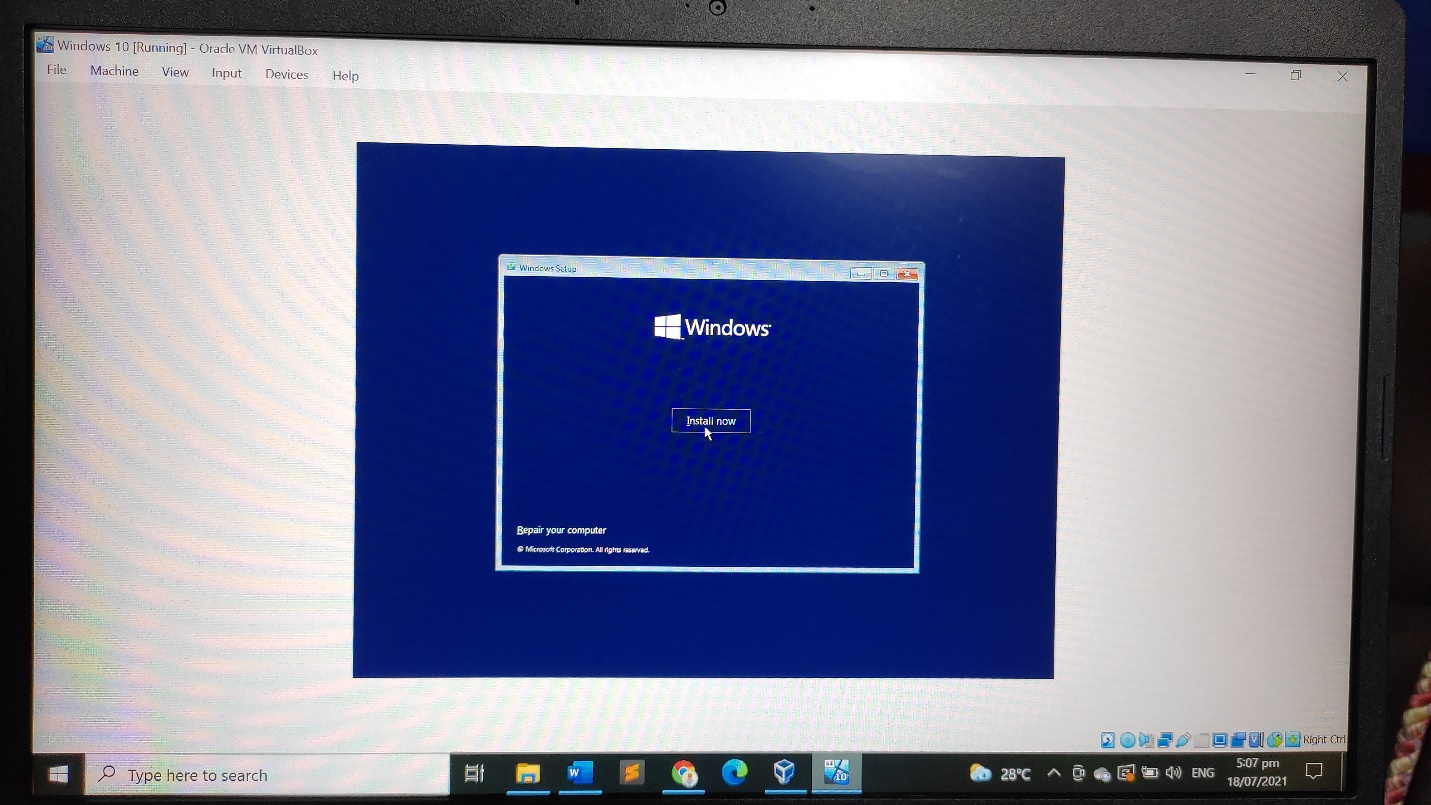 Windows 10 [Running] - Oracle VM VirtualBox
File Machine View Input Devices Help
Windows Setup
Windows
Install now
Repair your computer
© Microsoft Corporation. All rights reserved.
Right Ctrl
Type here to search
28°C
ENG
5:07 pm
18/07/2021